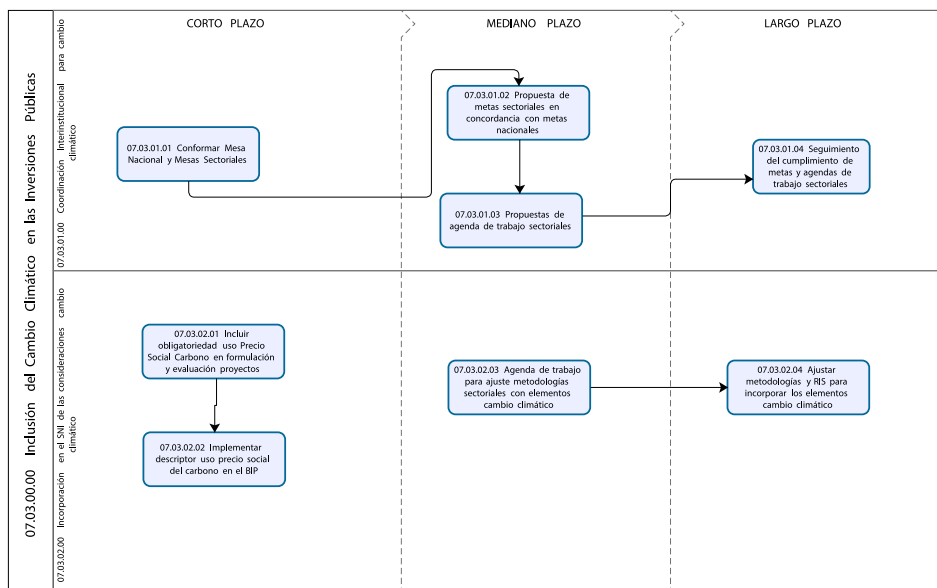 07.03.00.00 Inclusión del Cambio Climático en las Inversiones Públicas
CORTO PLAZO
MEDIANO PLAZO
LARGO PLAZO
07.03.01.00 Coordinación Interinstitucional para cambio
climático
07.03.01.01 Conformar Mesa
Nacional y Mesas Sectoriales
07.03.01.02 Propuesta de
metas sectoriales en
concordancia con metas
nacionales
07.03.01.03 Propuestas de
agenda de trabajo sectoriales
07.03.01.04 Seguimiento
del cumplimiento de
metas y agendas de
trabajo sectoriales
07.03.02.00 Incorporación en el SNI de las consideraciones cambio
climático
07.03.02.01 Incluir
obligatoriedad uso Precio
Social Carbono en formulación
y evaluación proyectos
07.03.02.02 Implementar
descriptor uso precio social
del carbono en el BIP
07.03.02.03 Agenda de trabajo
para ajuste metodologías
sectoriales con elementos
cambio climático
07.03.02.04 Ajustar
metodologías y RIS para
incorporar los elementos
cambio climático